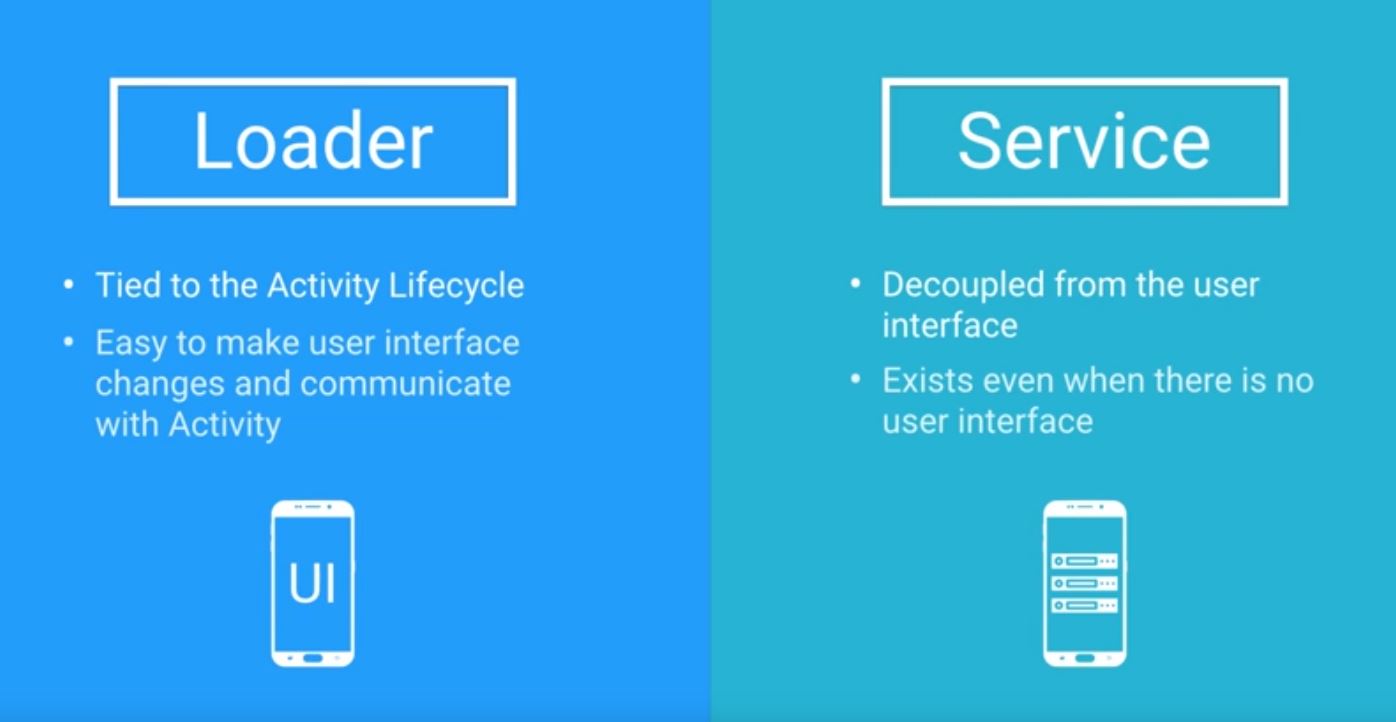 Loader
• Tied to the Activity Lifecycle
• Easy to make user interface
changes and communicate
with Activity
UI
Service
• Decoupled from the user
interface
• Exists even when there is no
user interface